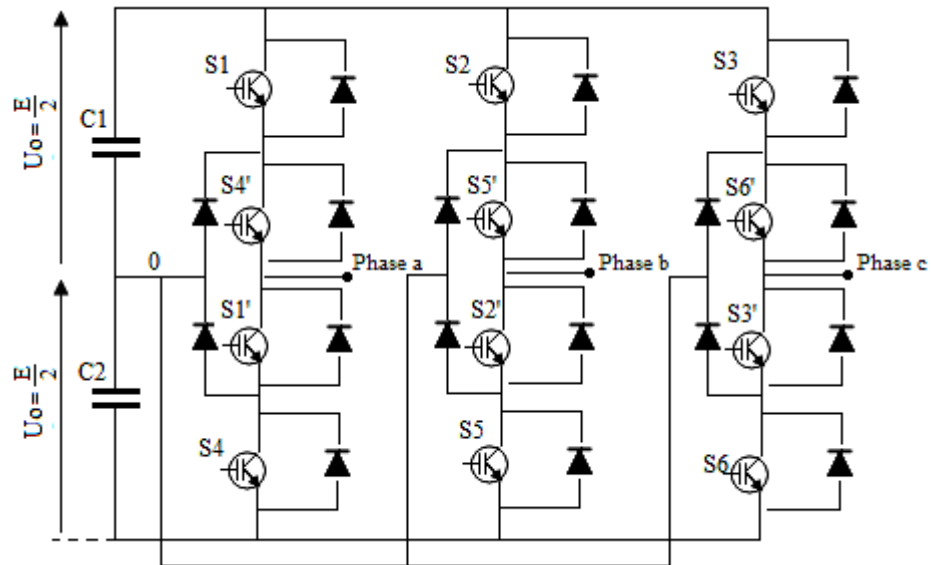 S1
S2
S3
Uo = E/2
C1
S4'
S5'
S6'
0
Phase a
Phase b
Phase c
S1'
S2'
S3'
Uo = E/2
C2
S4
S5
S6